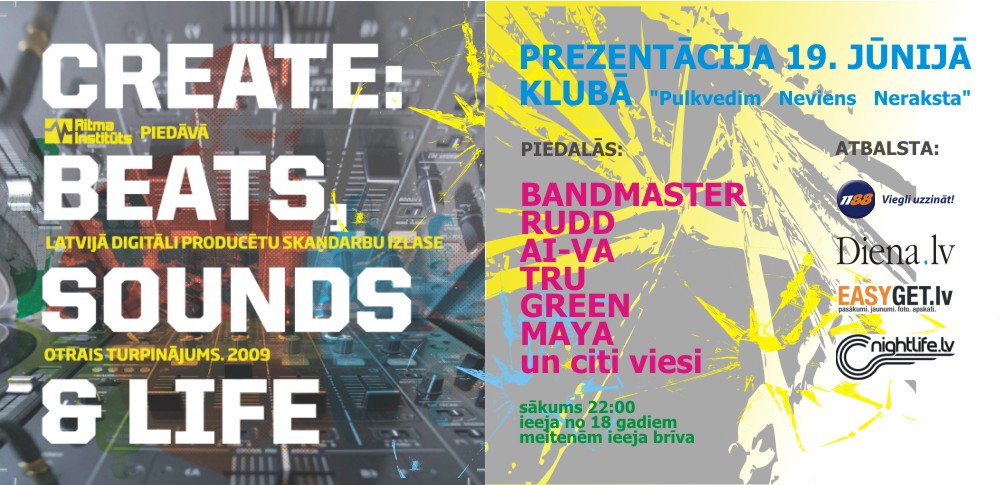 CREATE:
Ritma
Institūts
PIEDĀVĀ
BEATS,
LATVIJĀ DIGITĀLI PRODUCĒTU SKAŅDARBU IZLASE
SOUNDS
OTRAIS TURPINĀJUMS. 2009
& LIFE
PREZENTĀCIJA 19. JŪNIJĀ
KLUBĀ "Pulkvedim Neviens Neraksta"
PIEDALĀS:
BANDMASTER
RUDD
AI-VA
TRU
GREEN
MAYA
un citi viesi
sākums 22:00
ieeja no 18 gadiem
meitenēm ieeja brīva
ATBALSTA:
1188 Viegli uzzināt!
Diena.lv
EASYGET.lv
pasākumi. jaunumi. foto. apskati.
nightlife.lv